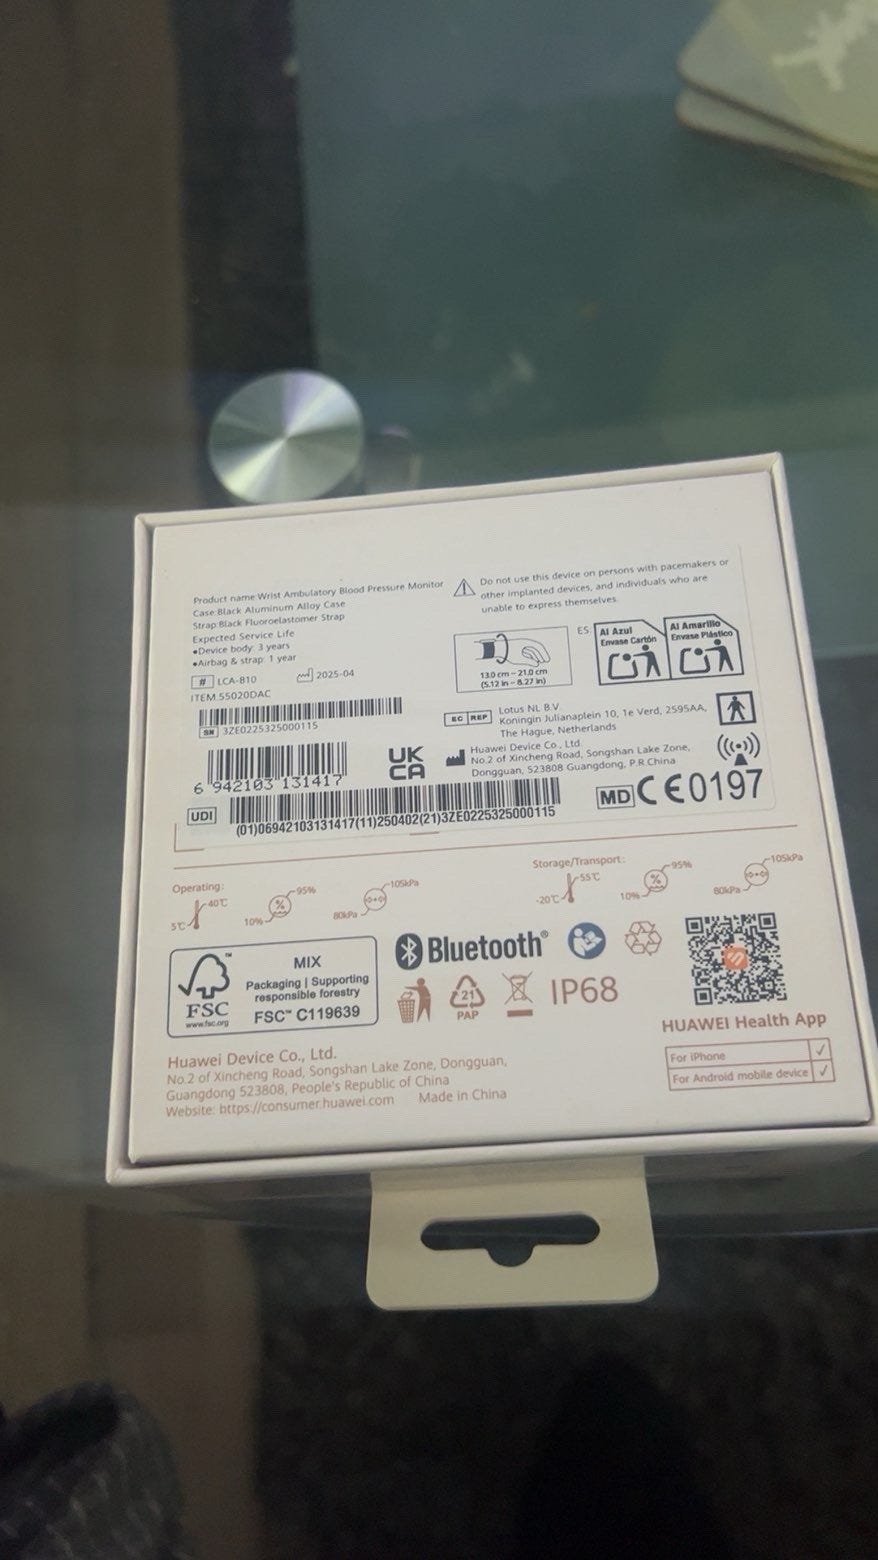 Product name:Wrist Ambulatory Blood Pressure Monitor
Case:Black Aluminum Alloy Case
Strap:Black Fluoroelastomer Strap
Expected Service Life
•Device body: 3 years
•Airbag & strap: 1 year
# LCA-B10 2025-04
ITEM:55020DAC
SN 3ZE0225325000115
6 942103 131417
UDI
(01)06942103131417(11)250402(21)3ZE0225325000115
Do not use this device on persons with pacemakers or
other implanted devices, and individuals who are
unable to express themselves.
13.0 cm – 21.0 cm
(5.12 in – 8.27 in)
ES:
Al Azul
Envase Cartón
Al Amarillo
Envase Plástico
EC REP
Lotus NL B.V.
Koningin Julianaplein 10, 1e Verd, 2595AA,
The Hague, Netherlands
UK
CA
Huawei Device Co., Ltd.
No.2 of Xincheng Road, Songshan Lake Zone,
Dongguan, 523808 Guangdong, P.R.China
MD CE0197
Operating:
5℃ 40℃
10% % 95%
80kPa 105kPa
Storage/Transport:
-20℃ 55℃
10% % 95%
80kPa 105kPa
FSC™
www.fsc.org
MIX
Packaging | Supporting
responsible forestry
FSC™ C119639
Bluetooth®
21
PAP
IP68
HUAWEI Health App
For iPhone ✓
For Android mobile device ✓
Huawei Device Co., Ltd.
No.2 of Xincheng Road, Songshan Lake Zone, Dongguan,
Guangdong 523808, People's Republic of China
Website: https://consumer.huawei.com Made in China